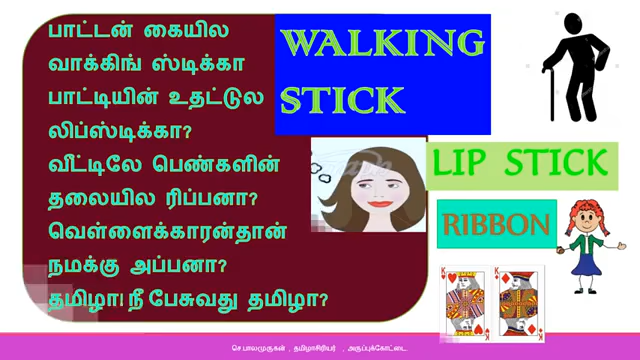 பாட்டன் கையில
வாக்கிங் ஸ்டிக்கா
பாட்டியின் உதட்டுல
லிப்ஸ்டிக்கா?
வீட்டிலே பெண்களின்
தலையில ரிப்பனா?
வெள்ளைக்காரன்தான்
நமக்கு அப்பனா?
தமிழா! நீ பேசுவது தமிழா?
WALKING
STICK
LIP STICK
RIBBON
K
K
செ.பாலமுருகன் , தமிழாசிரியர் , அருப்புக்கோட்டை.